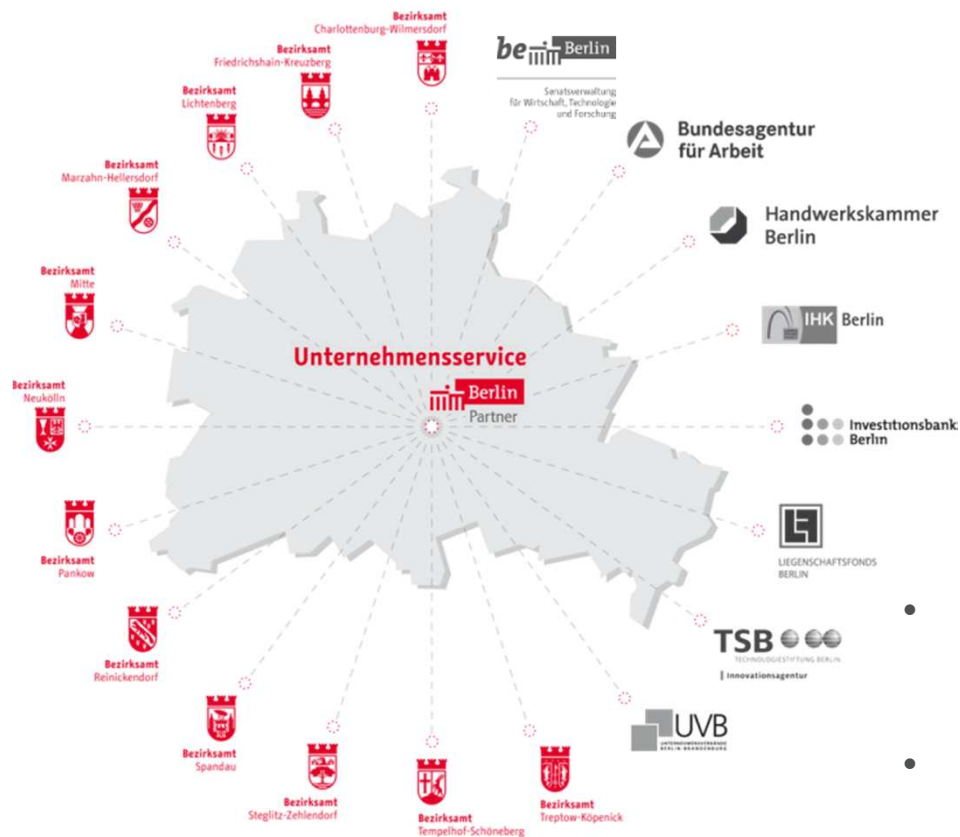 Bezirksamt
Charlottenburg-Wilmersdorf
be Berlin
Senatsverwaltung
für Wirtschaft, Technologie
und Forschung
Bezirksamt
Friedrichshain-Kreuzberg
Bezirksamt
Lichtenberg
Bundesagentur
für Arbeit
Bezirksamt
Marzahn-Hellersdorf
Handwerkskammer
Berlin
Bezirksamt
Mitte
IHK Berlin
Unternehmensservice
Berlin
Partner
Bezirksamt
Neukölln
Investitionsbank
Berlin
Bezirksamt
Pankow
LIEGENSCHAFTSFONDS
BERLIN
Bezirksamt
Reinickendorf
TSB
TECHNOLOGIESTIFTUNG BERLIN
Innovationsagentur
Bezirksamt
Spandau
UVB
UNTERNEHMENSVERBÄNDE
BERLIN-BRANDENBURG
Bezirksamt
Steglitz-Zehlendorf
Bezirksamt
Tempelhof-Schöneberg
Bezirksamt
Treptow-Köpenick